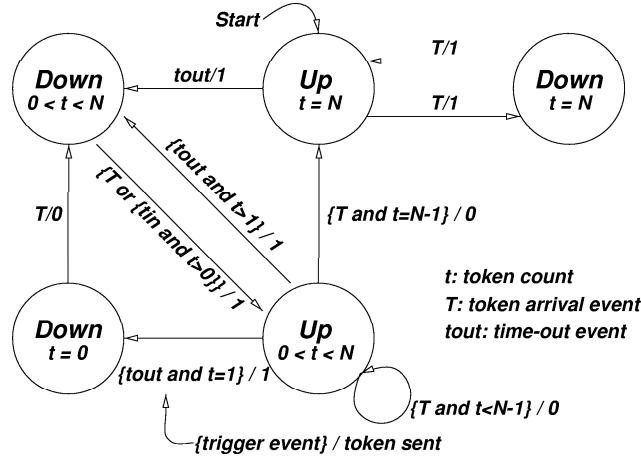 Start
Down
0 < t < N
tout/1
Up
t = N
T/1
T/1
Down
t = N
{tout and t>1} / 1
{T or {tin and t>0}} / 1
T/0
{T and t=N-1} / 0
t: token count
T: token arrival event
tout: time-out event
Down
t = 0
Up
0 < t < N
{tout and t=1} / 1
{T and t<N-1} / 0
{trigger event} / token sent